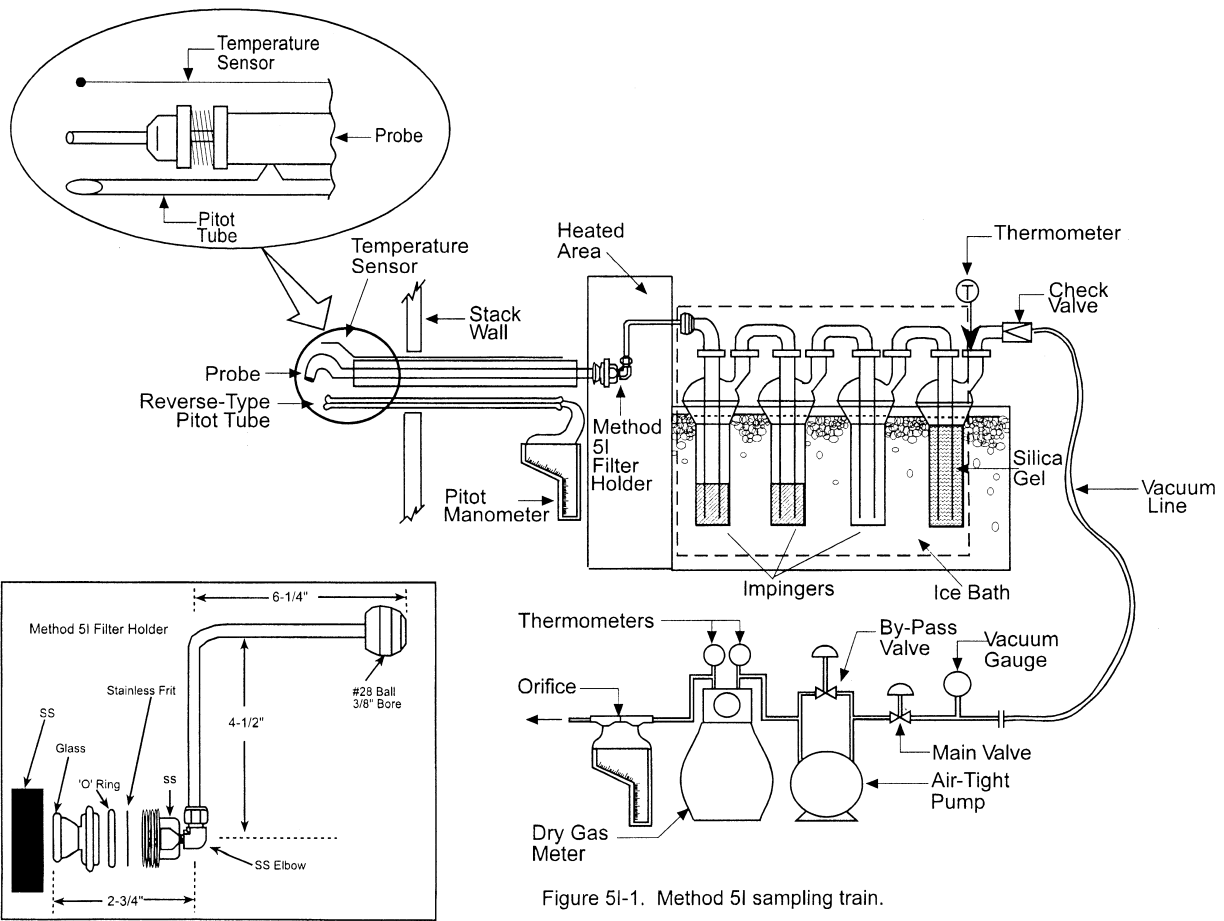 Temperature
Sensor
Probe
Pitot
Tube
Temperature
Sensor
Stack
Wall
Probe
Reverse-Type
Pitot Tube
Heated
Area
Method
5I
Filter
Holder
Pitot
Manometer
T
Thermometer
Check
Valve
Silica
Gel
Vacuum
Line
Impingers
Ice Bath
Thermometers
By-Pass
Valve
Vacuum
Gauge
Orifice
Main Valve
Air-Tight
Pump
Dry Gas
Meter
6-1/4"
Method 5I Filter Holder
#28 Ball
3/8" Bore
Stainless Frit
4-1/2"
SS
Glass
'O' Ring
SS
SS Elbow
2-3/4"
Figure 5I-1. Method 5I sampling train.